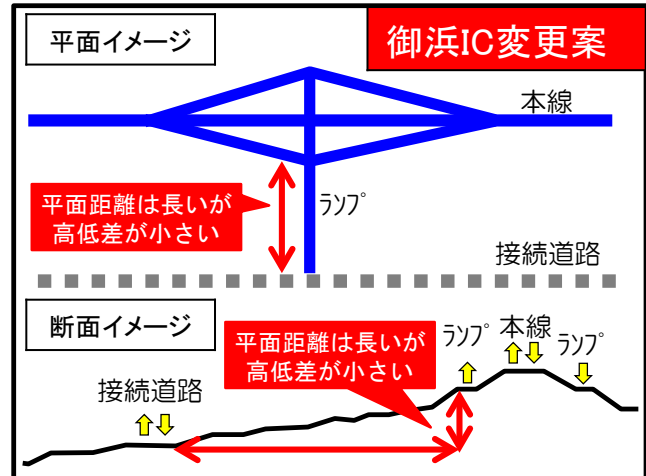 平面イメージ
御浜IC変更案
本線
平面距離は長いが
高低差が小さい
ﾗﾝﾌﾟ
接続道路
断面イメージ
平面距離は長いが
高低差が小さい
ﾗﾝﾌﾟ
本線
ﾗﾝﾌﾟ
接続道路